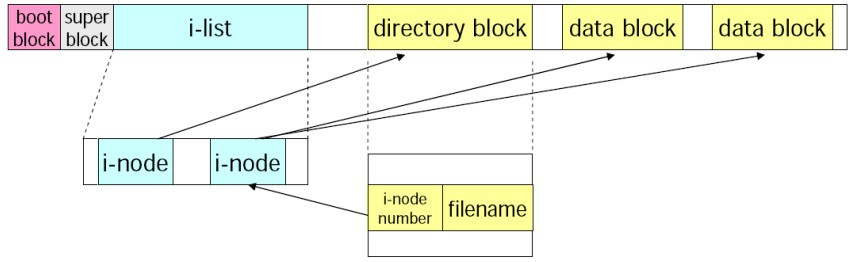 boot
block
super
block
i-list
directory block
data block
data block
i-node
i-node
i-node
number
filename